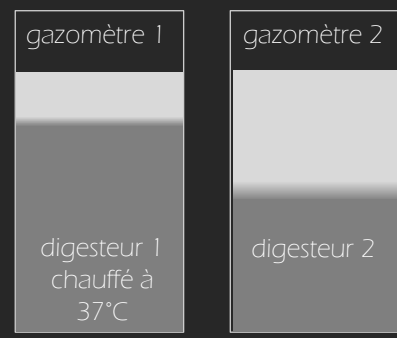 gazomètre 1
gazomètre 2
digesteur 1
chauffé à
37°C
digesteur 2